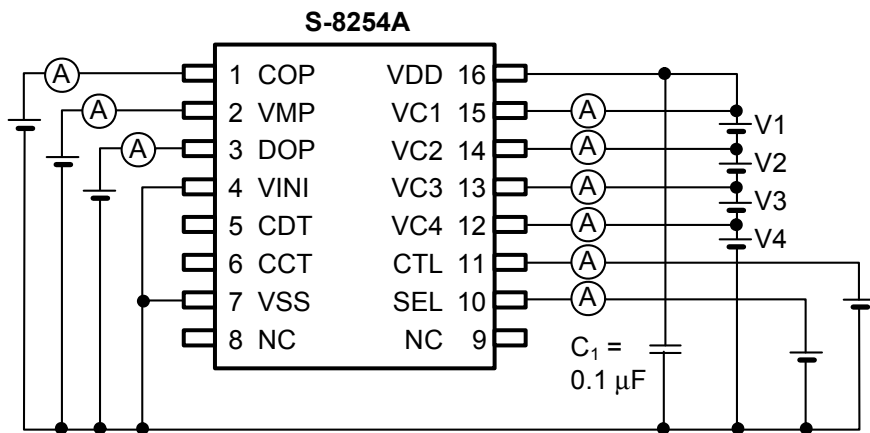 S-8254A
A
1 COP
VDD 16
A
2 VMP
VC1 15
A
V1
A
3 DOP
VC2 14
A
V2
4 VINI
VC3 13
A
V3
5 CDT
VC4 12
A
V4
6 CCT
CTL 11
A
7 VSS
SEL 10
A
8 NC
NC 9
C₁ =
0.1 μF